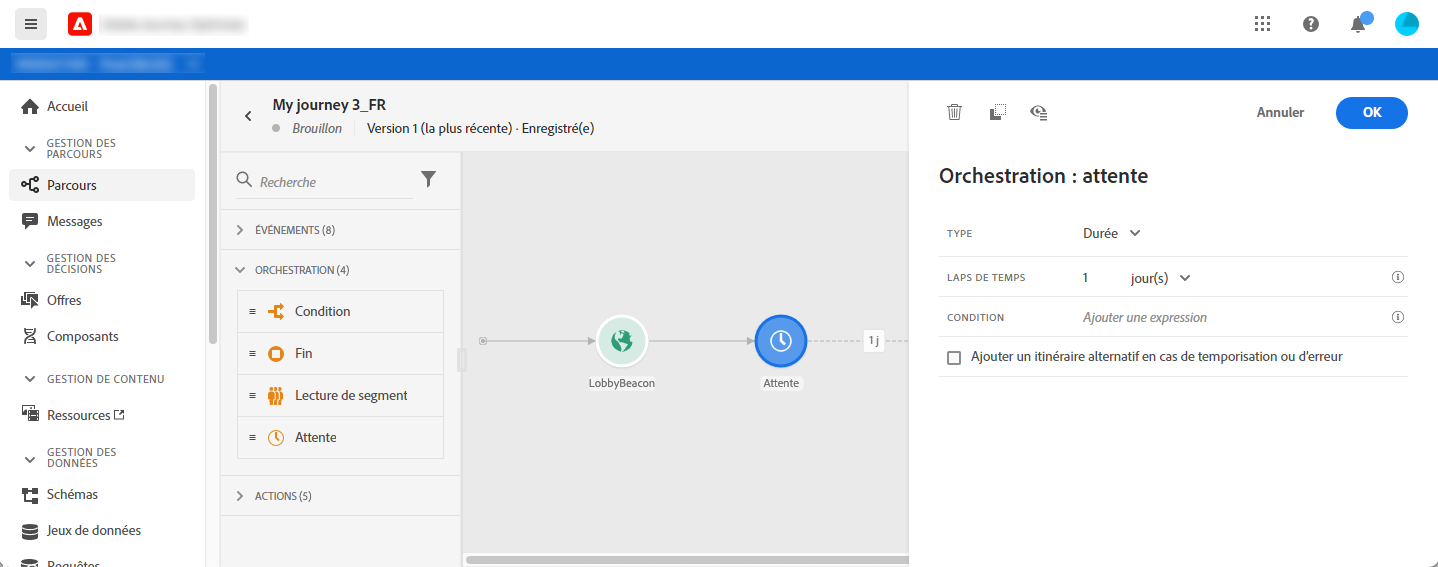 Accueil
GESTION DES
PARCOURS
Parcours
Messages
GESTION DES
DÉCISIONS
Offres
Composants
GESTION DE CONTENU
Ressources
GESTION DES
DONNÉES
Schémas
Jeux de données
Requêtes
My journey 3_FR
Brouillon
Version 1 (la plus récente) · Enregistré(e)
Recherche
ÉVÉNEMENTS (8)
ORCHESTRATION (4)
Condition
Fin
Lecture de segment
Attente
ACTIONS (5)
LobbyBeacon
Attente
1 j
Annuler
OK
Orchestration : attente
TYPE
Durée
LAPS DE TEMPS
1
jour(s)
CONDITION
Ajouter une expression
Ajouter un itinéraire alternatif en cas de temporisation ou d’erreur